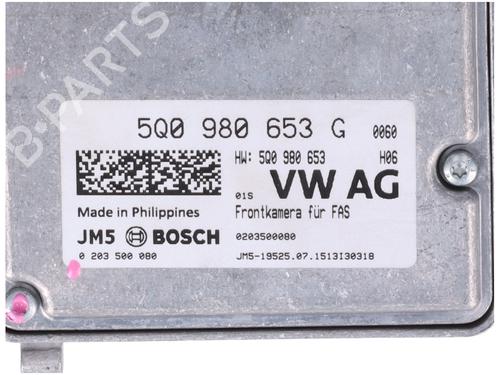 B-PARTS
5Q0 980 653 G 0060
HW: 5Q0 980 653 H06
01S VW AG
Made in Philippines Frontkamera für FAS
JM5 BOSCH 0203500080
0 203 500 080 JM5-19525.07.1513I30318